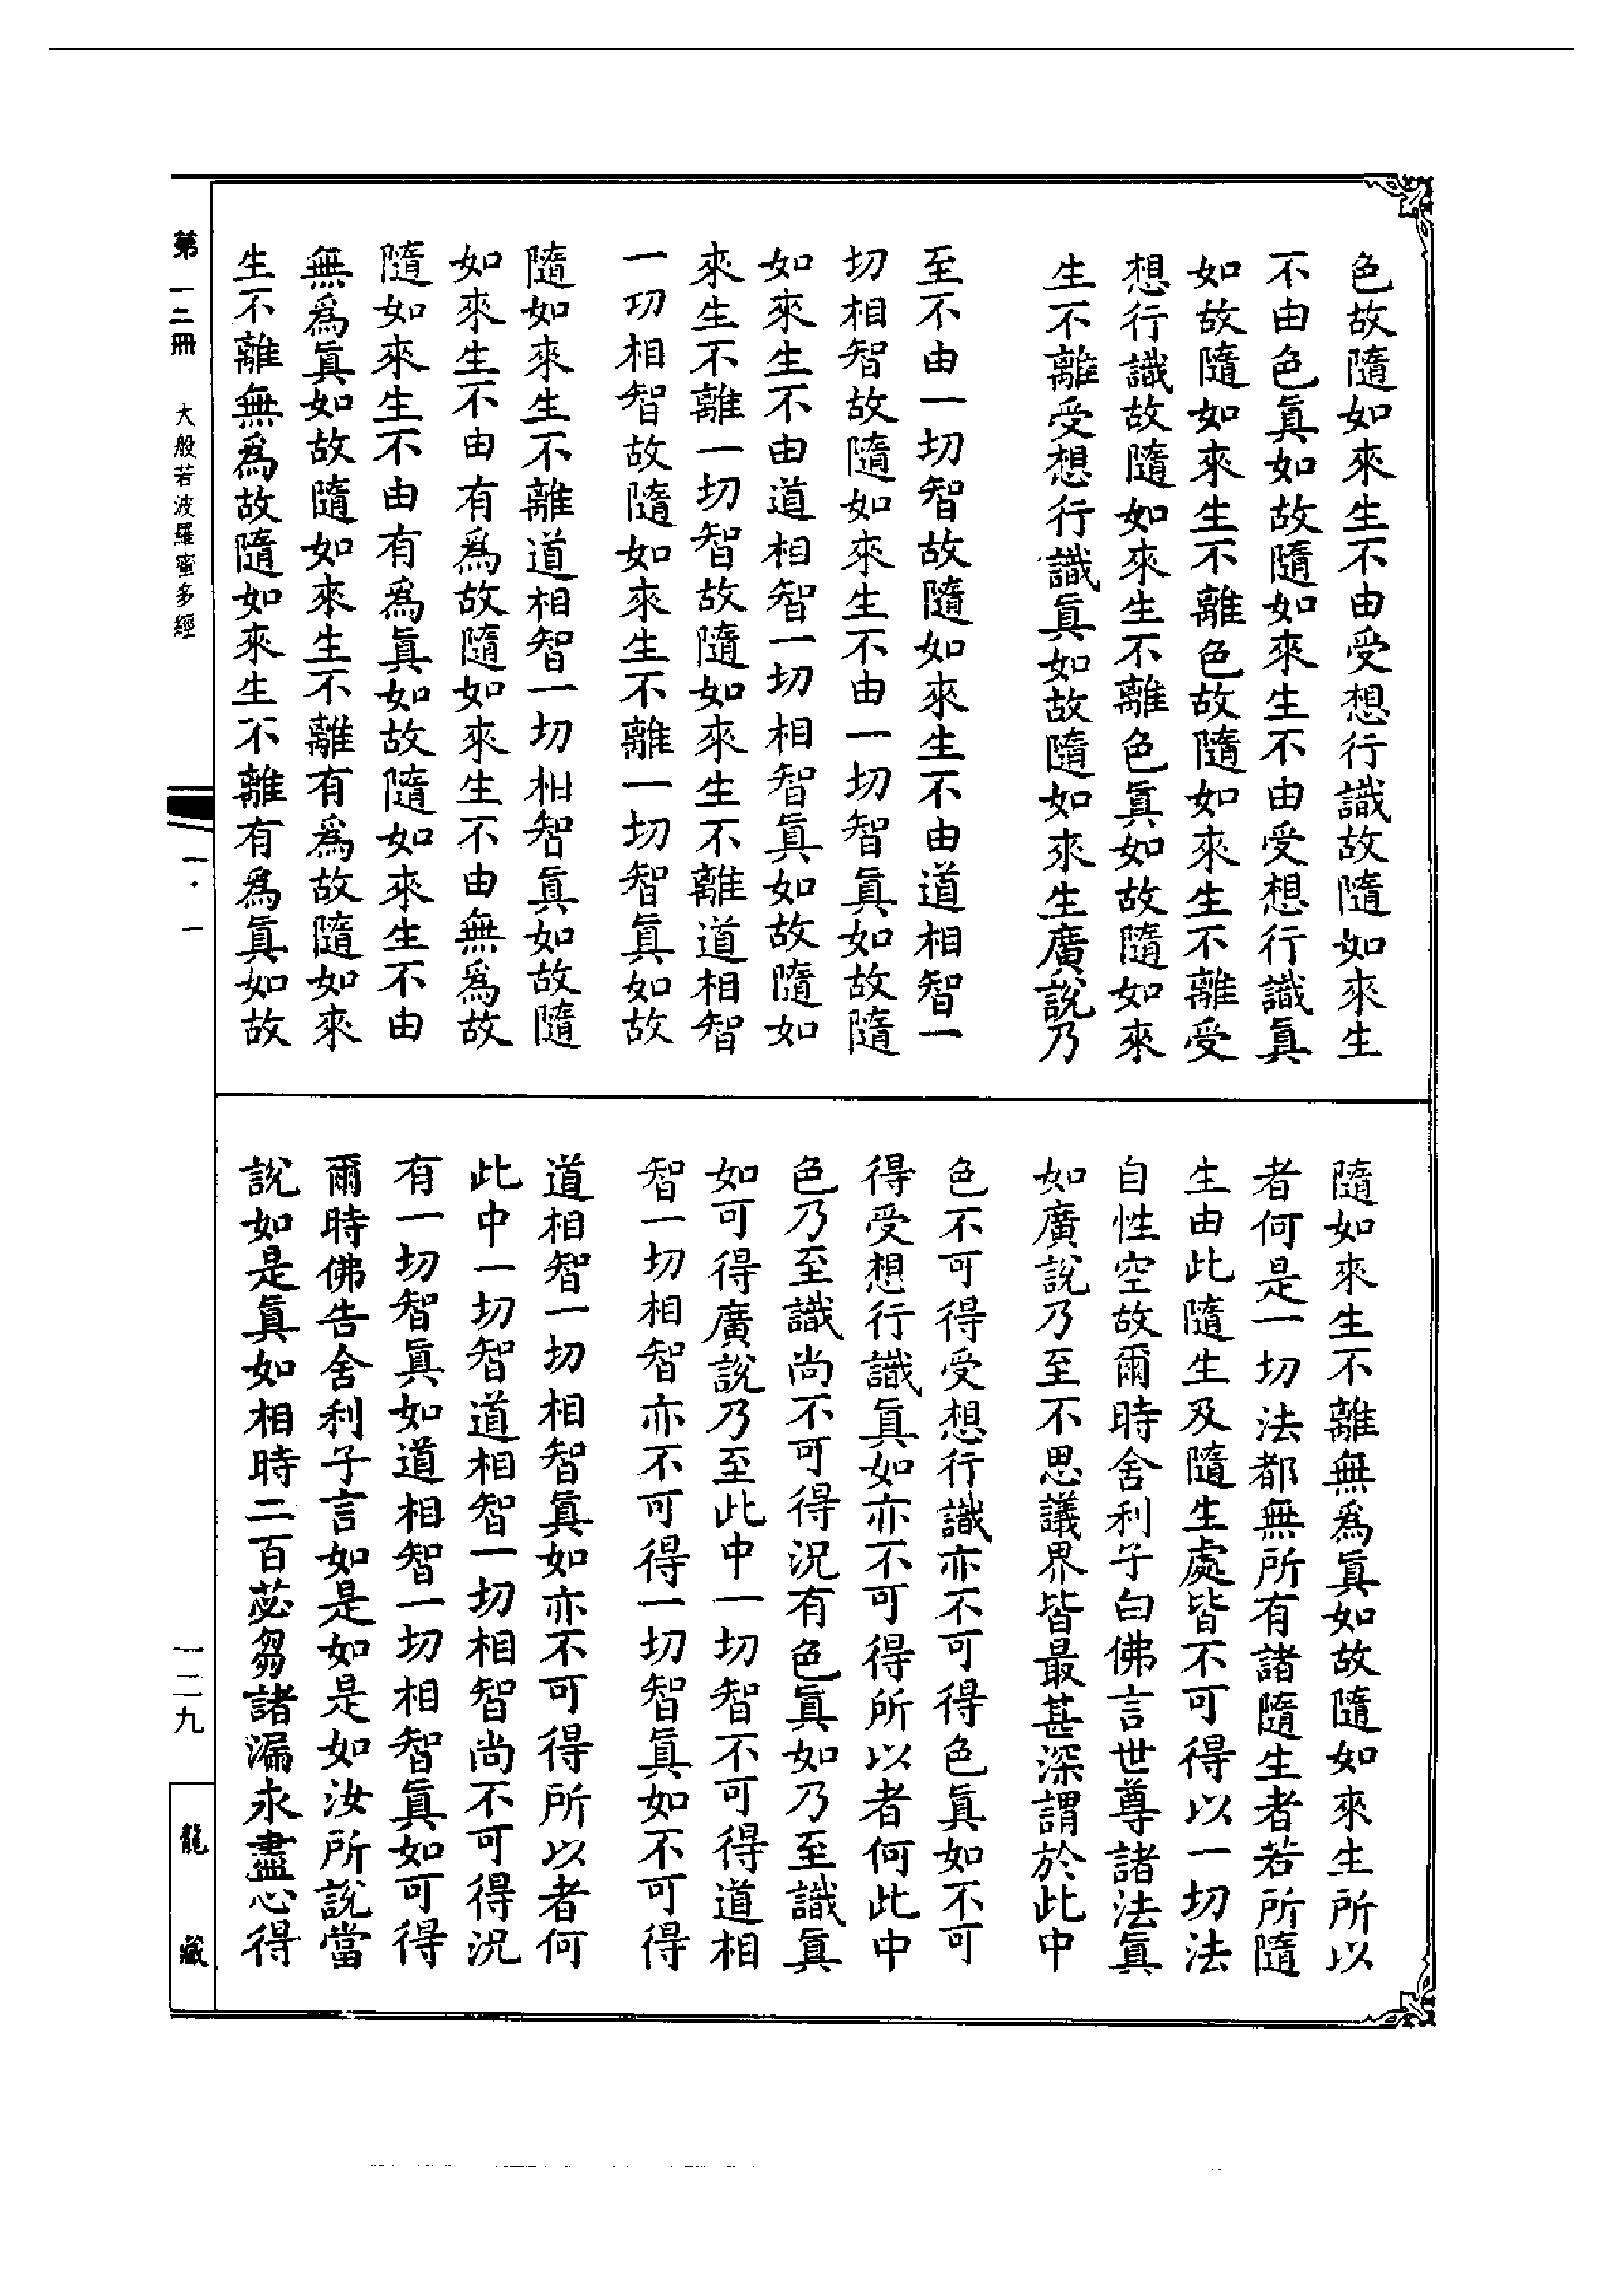 色故隨如來生不由受想行識故隨如來生
不由色眞如故隨如來生不由受想行識眞
如故隨如來生不離色故隨如來生不離受
想行識故隨如來生不離色眞如故隨如來
生不離受想行識眞如故隨如來生廣說乃
至不由一切智故隨如來生不由道相智一
切相智故隨如來生不由一切智眞如故隨
如來生不由道相智一切相智眞如故隨如
來生不離一切智故隨如來生不離道相智
一切相智故隨如來生不離一切智眞如故
隨如來生不離道相智一切相智眞如故隨
如來生不由有爲故隨如來生不由無爲故
隨如來生不由有爲眞如故隨如來生不由
無爲眞如故隨如來生不離有爲故隨如來
生不離無爲故隨如來生不離有爲眞如故
隨如來生不離無爲眞如故隨如來生所以
者何是一切法都無所有諸隨生者若所隨
生由此隨生及隨生處皆不可得以一切法
自性空故爾時舍利子白佛言世尊諸法眞
如廣說乃至不思議界皆最甚深謂於此中
色不可得受想行識亦不可得色眞如不可
得受想行識眞如亦不可得所以者何此中
色乃至識尚不可得況有色眞如乃至識眞
如可得廣說乃至此中一切智不可得道相
智一切相智亦不可得一切智眞如不可得
道相智一切相智眞如亦不可得所以者何
此中一切智道相智一切相智尚不可得況
有一切智眞如道相智一切相智眞如可得
爾時佛告舍利子言如是如是如汝所說當
說如是眞如相時二百苾芻諸漏永盡心得
第一二冊 大般若波羅蜜多經
一·一
一二九
龍藏